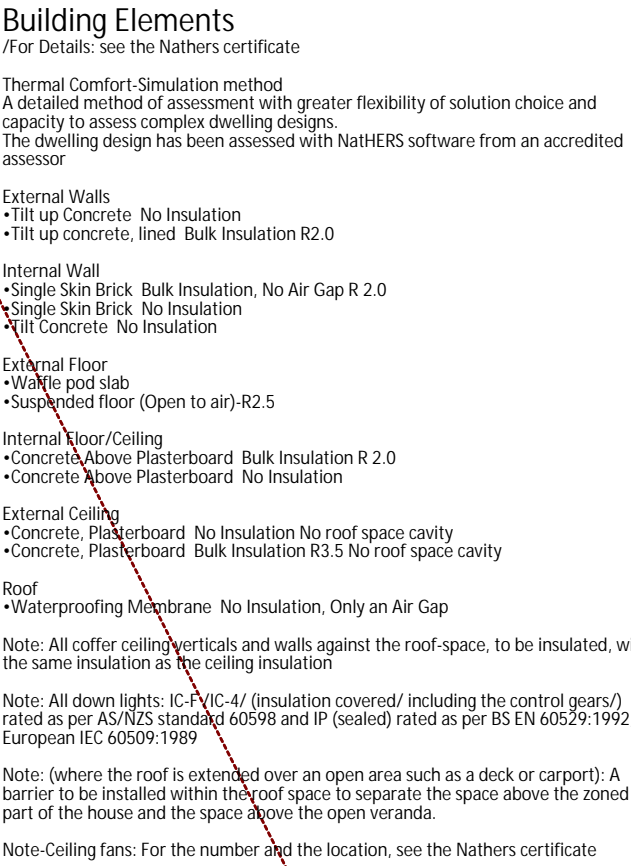 Building Elements
/For Details: see the Nathers certificate
Thermal Comfort-Simulation method
A detailed method of assessment with greater flexibility of solution choice and
capacity to assess complex dwelling designs.
The dwelling design has been assessed with NatHERS software from an accredited
assessor
External Walls
•Tilt up Concrete  No Insulation
•Tilt up concrete, lined  Bulk Insulation R2.0
Internal Wall
•Single Skin Brick  Bulk Insulation, No Air Gap R 2.0
•Single Skin Brick  No Insulation
•Tilt Concrete  No Insulation
External Floor
•Waffle pod slab
•Suspended floor (Open to air)-R2.5
Internal Floor/Ceiling
•Concrete Above Plasterboard  Bulk Insulation R 2.0
•Concrete Above Plasterboard  No Insulation
External Ceiling
•Concrete, Plasterboard  No Insulation No roof space cavity
•Concrete, Plasterboard  Bulk Insulation R3.5 No roof space cavity
Roof
•Waterproofing Membrane  No Insulation, Only an Air Gap
Note: All coffer ceiling verticals and walls against the roof-space, to be insulated,
the same insulation as the ceiling insulation
Note: All down lights: IC-F /IC-4/ (insulation covered/ including the control gears/)
rated as per AS/NZS standard 60598 and IP (sealed) rated as per BS EN 60529:1992
European IEC 60509:1989
Note: (where the roof is extended over an open area such as a deck or carport): A
barrier to be installed within the roof space to separate the space above the zoned
part of the house and the space above the open veranda.
Note-Ceiling fans: For the number and the location, see the Nathers certificate